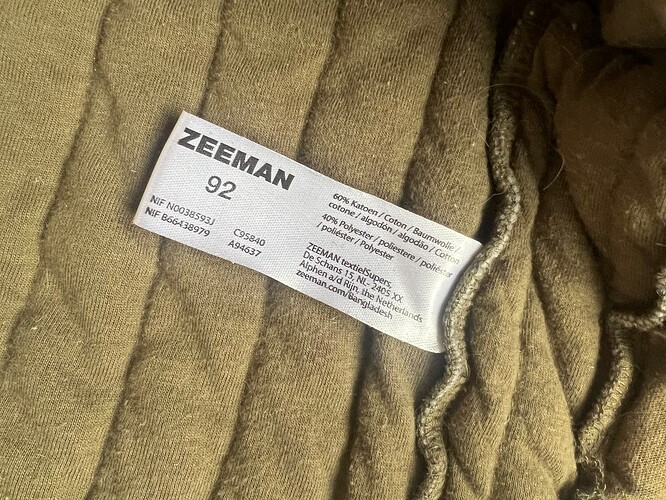 ZEEMAN
92
NIF N0038593J
NIF B66438979
C95840
A94637
60% Katoen / Coton / Baumwolle /
cotone / algodón / algodão / Cotton
40% Polyester / poliestere / poliéster
/ poliéster / Polyester
ZEEMAN textielSupers,
De Schans 15, NL- 2405 XX
Alphen a/d Rijn, the Netherlands
zeeman.com/Bangladesh